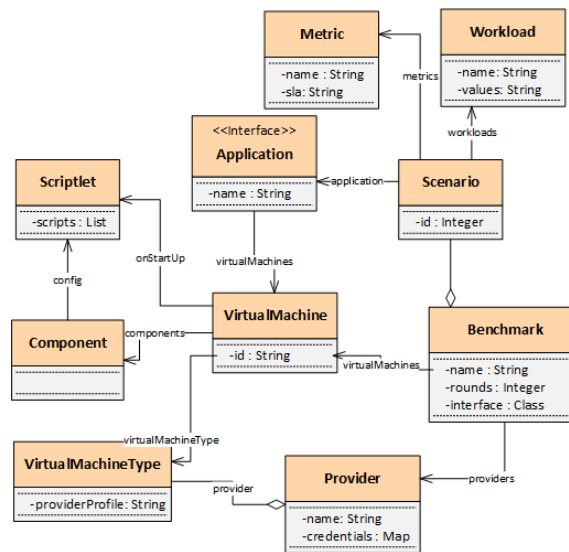 Metric
-name : String
-sla: String
Workload
-name: String
-values: String
metrics
workloads
<<Interface>>
Application
-name : String
application
Scenario
-id : Integer
Scriptlet
-scripts : List
virtualMachines
onStartUp
config
VirtualMachine
-id : String
components
Component
virtualMachines
Benchmark
-name : String
-rounds : Integer
-interface : Class
virtualMachineType
VirtualMachineType
-providerProfile: String
provider
Provider
-name: String
-credentials: Map
providers